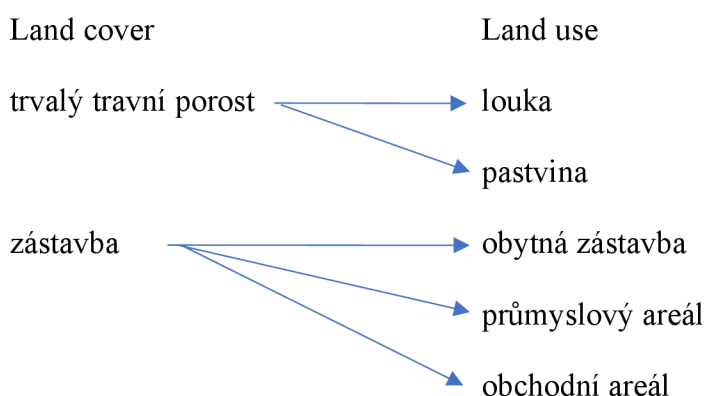 Land cover Land use
trvalý travní porost louka
pastvina
zástavba obytná zástavba
průmyslový areál
obchodní areál